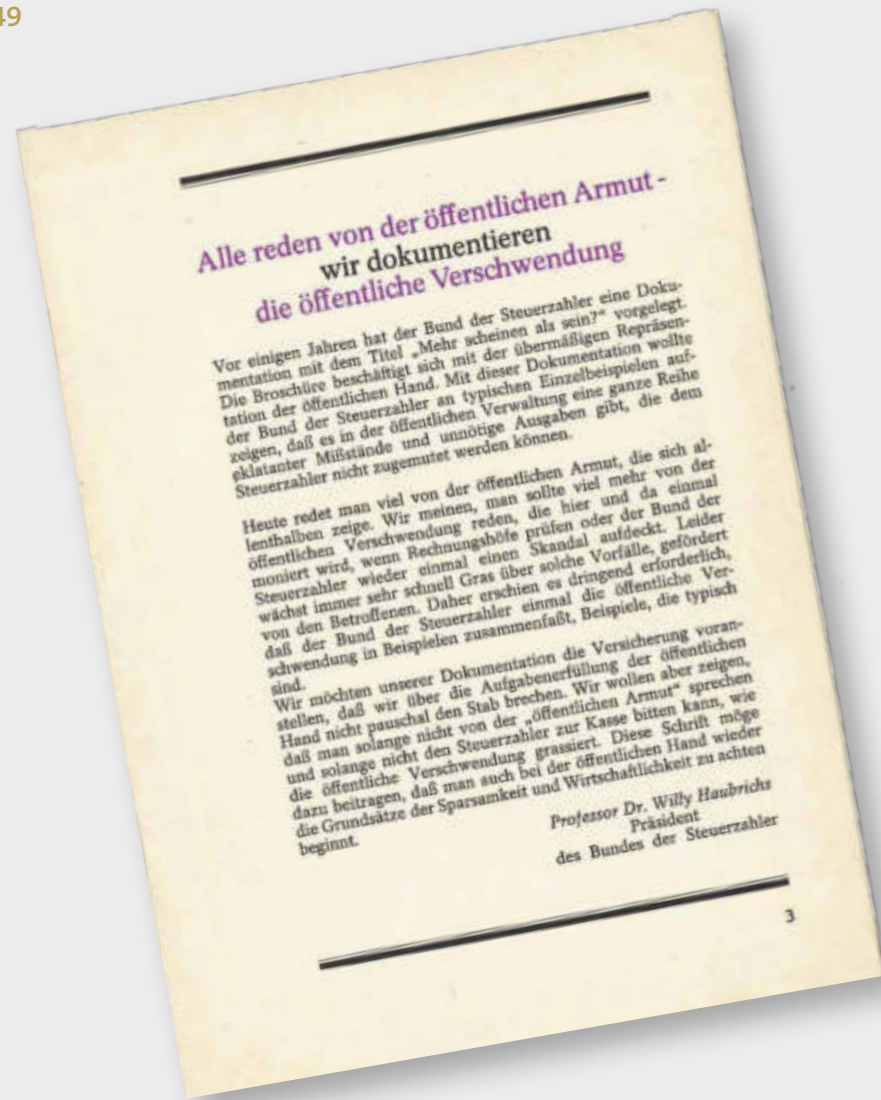 49
Alle reden von der öffentlichen Armut -
wir dokumentieren
die öffentliche Verschwendung
Vor einigen Jahren hat der Bund der Steuerzahler eine Doku-
mentation mit dem Titel „Mehr scheinen als sein?“ vorgelegt.
Die Broschüre beschäftigt sich mit der übermäßigen Repräsen-
tation der öffentlichen Hand. Mit dieser Dokumentation wollte
der Bund der Steuerzahler an typischen Einzelbeispielen auf-
zeigen, daß es in der öffentlichen Verwaltung eine ganze Reihe
eklatanter Mißstände und unnötige Ausgaben gibt, die dem
Steuerzahler nicht zugemutet werden können.
Heute redet man viel von der öffentlichen Armut, die sich al-
lenthalben zeige. Wir meinen, man sollte viel mehr von der
öffentlichen Verschwendung reden, die hier und da einmal
moniert wird, wenn Rechnungshöfe prüfen oder der Bund der
Steuerzahler wieder einmal einen Skandal aufdeckt. Leider
wächst immer sehr schnell Gras über solche Vorfälle, gefördert
von den Betroffenen. Daher erschien es dringend erforderlich,
daß der Bund der Steuerzahler einmal die öffentliche Ver-
schwendung in Beispielen zusammenfaßt, Beispiele, die typisch
sind.
Wir möchten unserer Dokumentation die Versicherung voran-
stellen, daß wir über die Aufgabenerfüllung der öffentlichen
Hand nicht pauschal den Stab brechen. Wir wollen aber zeigen,
daß man solange nicht von der „öffentlichen Armut“ sprechen
und solange nicht den Steuerzahler zur Kasse bitten kann, wie
die öffentliche Verschwendung grassiert. Diese Schrift möge
dazu beitragen, daß man auch bei der öffentlichen Hand wieder
die Grundsätze der Sparsamkeit und Wirtschaftlichkeit zu achten
beginnt.
Professor Dr. Willy Haubrichs
Präsident
des Bundes der Steuerzahler
3